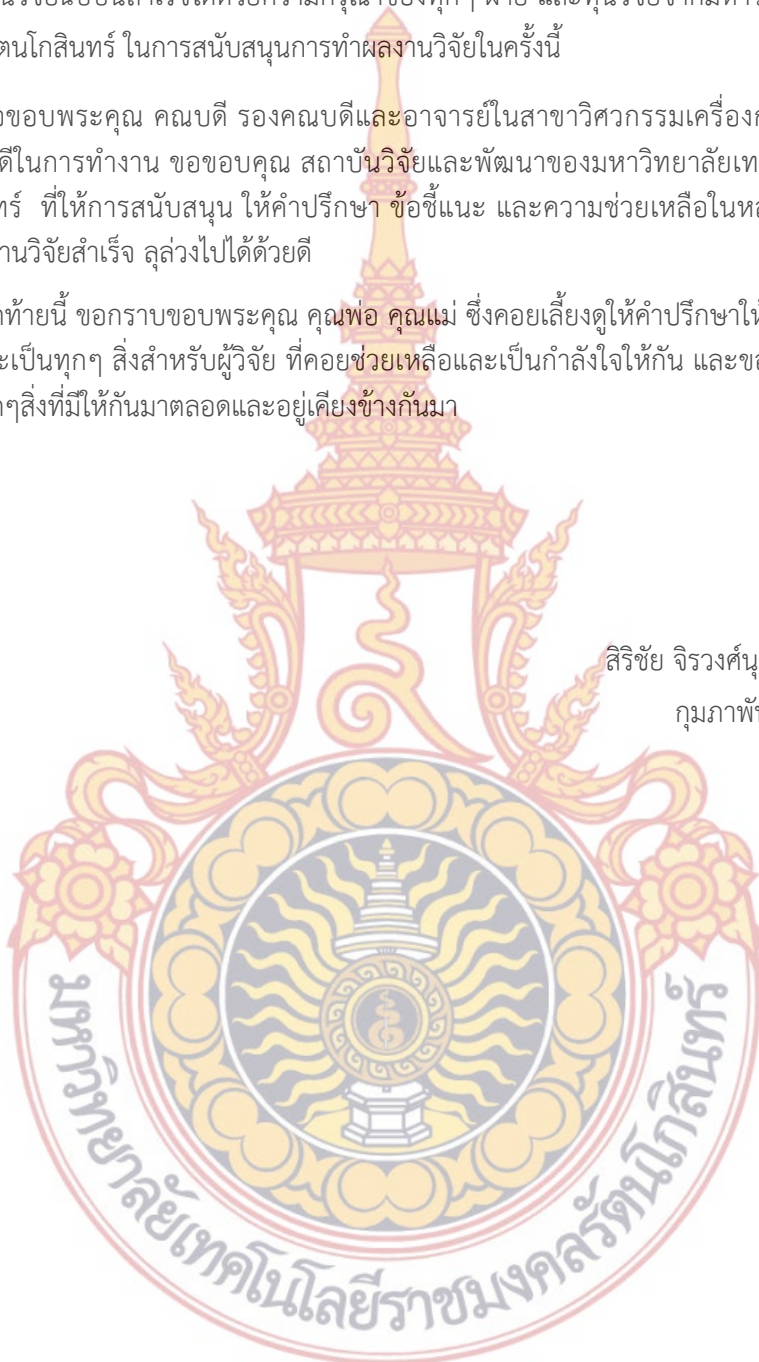 ตนโกสินทร์ ในการสนับสนุนการทำผลงานวิจัยในครั้งนี้
ขอบพระคุณ คณบดี รองคณบดีและอาจารย์ในสาขาวิศวกรรมเครื่องก
ดีในการทำงาน ขอขอบคุณ สถาบันวิจัยและพัฒนาของมหาวิทยาลัยเท
ทร์ ที่ให้การสนับสนุน ให้คำปรึกษา ข้อชี้แนะ และความช่วยเหลือในห
านวิจัยสำเร็จ ลุล่วงไปได้ด้วยดี
ท้ายนี้ ขอกราบขอบพระคุณ คุณพ่อ คุณแม่ ซึ่งคอยเลี้ยงดูให้คำปรึกษาให้
ะเป็นทุกๆ สิ่งสำหรับผู้วิจัย ที่คอยช่วยเหลือและเป็นกำลังใจให้กัน และข
ๆสิ่งที่มีให้กันมาตลอดและอยู่เคียงข้างกันมา
สิริชัย จิรวงศ์นุ
กุมภาพั
มหาวิทยาลัยเทคโนโลยีราชมงคลรัตนโกสินทร์